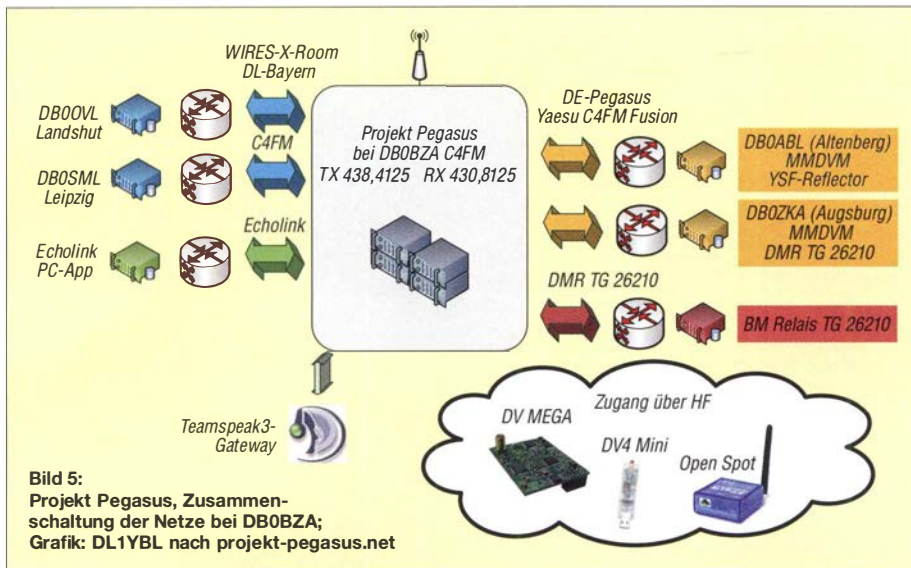 WIRES-X-Room
DL-Bayern
DB0OVL
Landshut
C4FM
DB0SML
Leipzig
Echolink
PC-App
Echolink
Projekt Pegasus
bei DB0BZA C4FM
TX 438,4125 RX 430,8125
DE-Pegasus
Yaesu C4FM Fusion
DB0ABL (Altenberg)
MMDVM
YSF-Reflector
DB0ZKA (Augsburg)
MMDVM
DMR TG 26210
DMR TG 26210
BM Relais TG 26210
Teamspeak3-
Gateway
Zugang über HF
DV MEGA
DV4 Mini
Open Spot
Bild 5:
Projekt Pegasus, Zusammen-
schaltung der Netze bei DB0BZA;
Grafik: DL1YBL nach projekt-pegasus.net